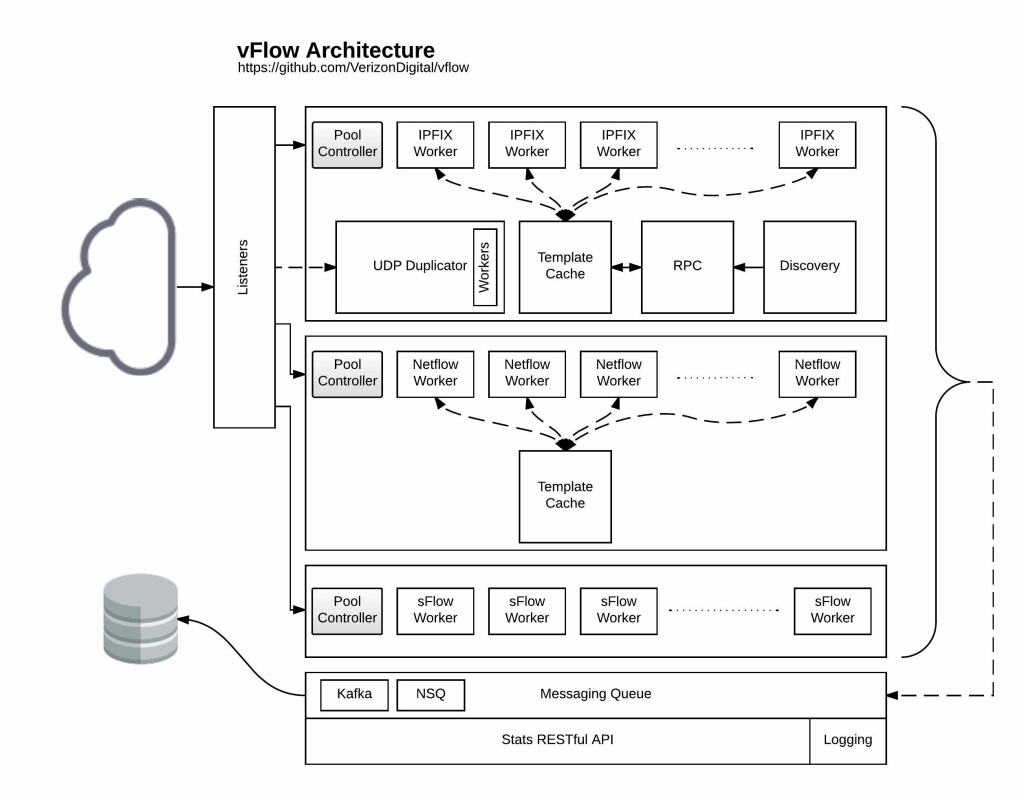 vFlow Architecture
https://github.com/VerizonDigital/vflow
Listeners
Pool
Controller
IPFIX
Worker
IPFIX
Worker
IPFIX
Worker
IPFIX
Worker
UDP Duplicator
Workers
Template
Cache
RPC
Discovery
Pool
Controller
Netflow
Worker
Netflow
Worker
Netflow
Worker
Netflow
Worker
Template
Cache
Pool
Controller
sFlow
Worker
sFlow
Worker
sFlow
Worker
sFlow
Worker
Kafka
NSQ
Messaging Queue
Stats RESTful API
Logging